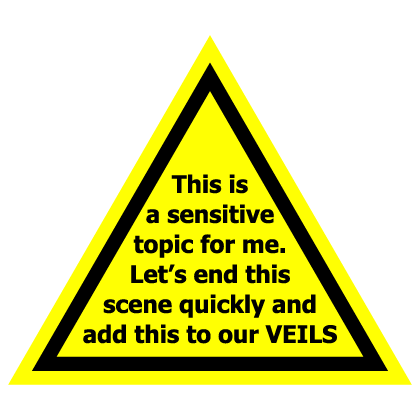 This is
a sensitive
topic for me.
Let’s end this
scene quickly and
add this to our VEILS